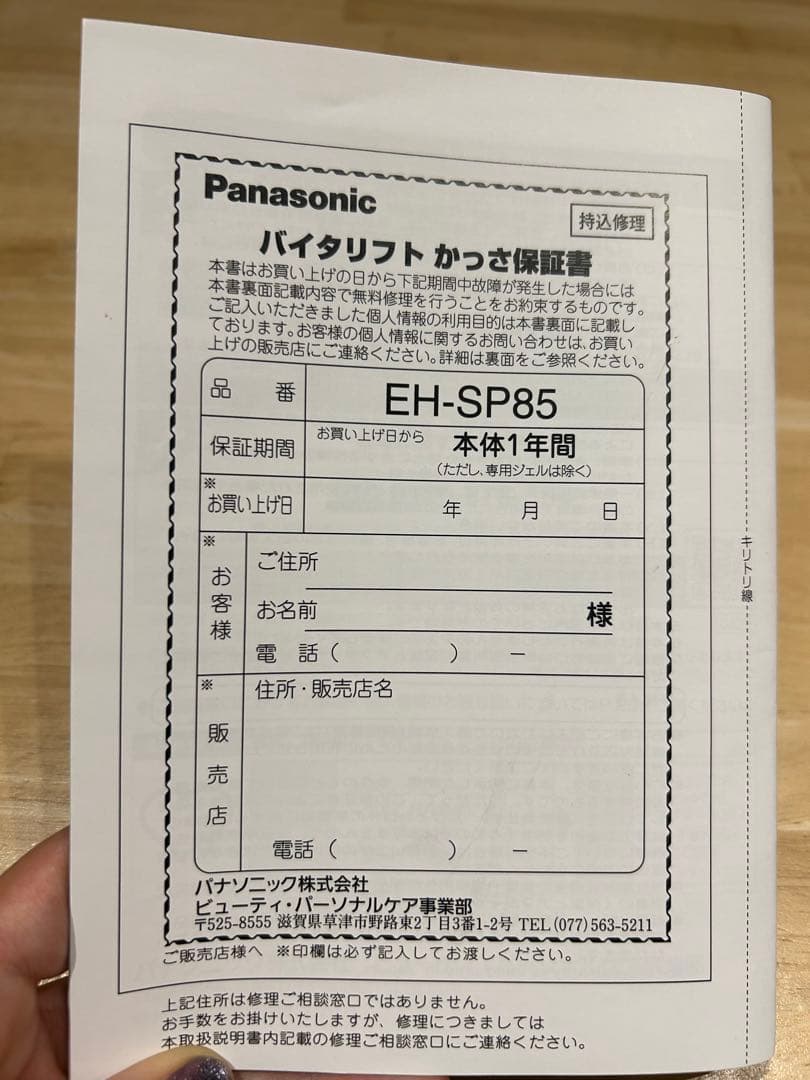 Panasonic
持込修理
バイタリフト かっさ保証書
本書はお買い上げの日から下記期間中故障が発生した場合には
本書裏面記載内容で無料修理を行うことをお約束するものです。
ご記入いただきました個人情報の利用目的は本書裏面に記載し
ております。お客様の個人情報に関するお問い合わせは、お買い
上げの販売店にご連絡ください。詳細は裏面をご参照ください。
品 番 EH-SP85
保証期間 お買い上げ日から 本体1年間
(ただし、専用ジェルは除く)
※
お買い上げ日 年 月 日
※
お客様
ご住所
お名前 様
電 話 ( ) －
※
販売店
住所・販売店名
電話 ( ) －
パナソニック株式会社
ビューティ・パーソナルケア事業部
〒525-8555 滋賀県草津市野路東2丁目3番1-2号 TEL (077) 563-5211
ご販売店様へ ※印欄は必ず記入してお渡しください。
上記住所は修理ご相談窓口ではありません。
お手数をお掛けいたしますが、修理につきましては
本取扱説明書内記載の修理ご相談窓口にご連絡ください。
キリトリ線